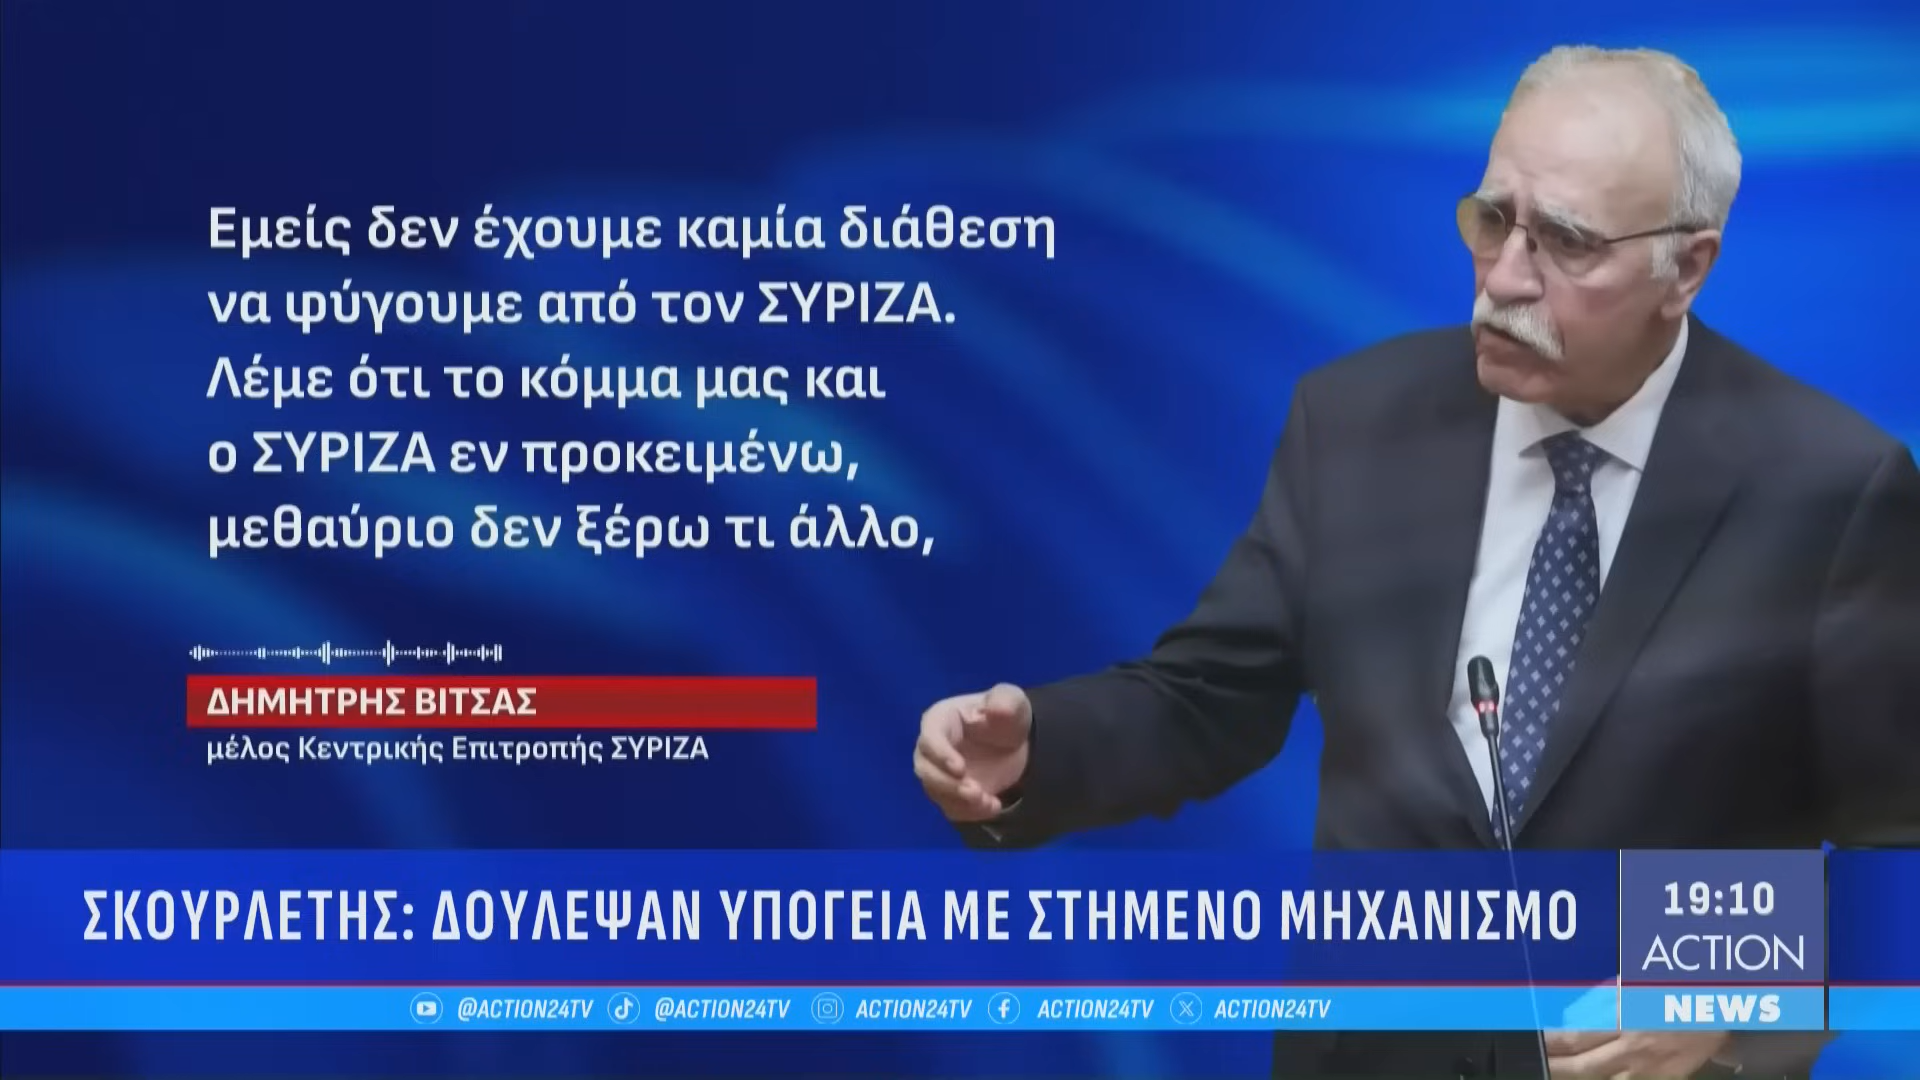 Εμείς δεν έχουμε καμία διάθεση
να φύγουμε από τον ΣΥΡΙΖΑ.
Λέμε ότι το κόμμα μας και
ο ΣΥΡΙΖΑ εν προκειμένω,
μεθαύριο δεν ξέρω τι άλλο,
ΔΗΜΗΤΡΗΣ ΒΙΤΣΑΣ
μέλος Κεντρικής Επιτροπής ΣΥΡΙΖΑ
ΣΚΟΥΡΛΕΤΗΣ: ΔΟΥΛΕΨΑΝ ΥΠΟΓΕΙΑ ΜΕ ΣΤΗΜΕΝΟ ΜΗΧΑΝΙΣΜΟ
19:10
ACTION
NEWS
@ACTION24TV @ACTION24TV ACTION24TV ACTION24TV ACTION24TV